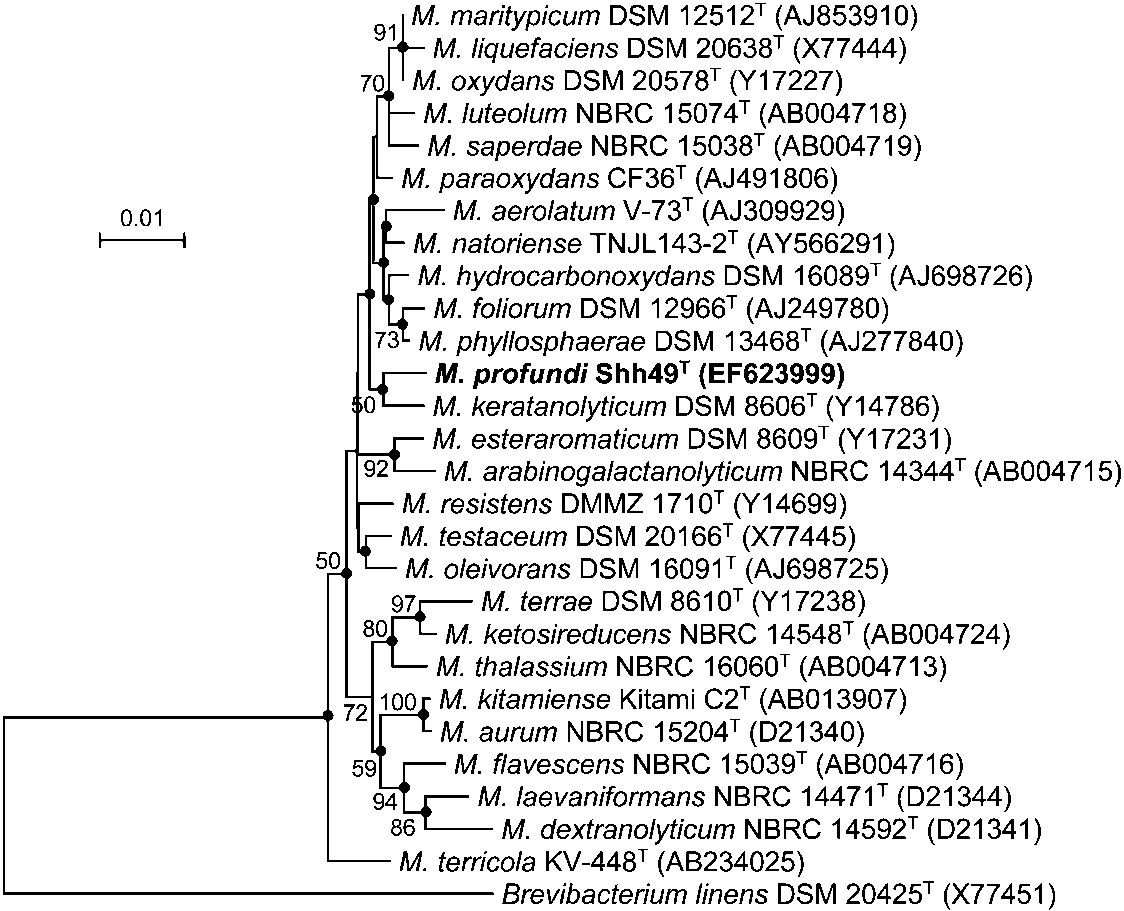 M. maritypicum DSM 12512ᵀ (AJ853910)
91
M. liquefaciens DSM 20638ᵀ (X77444)
M. oxydans DSM 20578ᵀ (Y17227)
70
M. luteolum NBRC 15074ᵀ (AB004718)
M. saperdae NBRC 15038ᵀ (AB004719)
M. paraoxydans CF36ᵀ (AJ491806)
0.01
M. aerolatum V-73ᵀ (AJ309929)
M. natoriense TNJL143-2ᵀ (AY566291)
M. hydrocarbonoxydans DSM 16089ᵀ (AJ698726)
M. foliorum DSM 12966ᵀ (AJ249780)
73
M. phyllosphaerae DSM 13468ᵀ (AJ277840)
M. profundi Shh49ᵀ (EF623999)
50
M. keratanolyticum DSM 8606ᵀ (Y14786)
M. esteraromaticum DSM 8609ᵀ (Y17231)
92
M. arabinogalactanolyticum NBRC 14344ᵀ (AB004715)
M. resistens DMMZ 1710ᵀ (Y14699)
M. testaceum DSM 20166ᵀ (X77445)
50
M. oleivorans DSM 16091ᵀ (AJ698725)
97
M. terrae DSM 8610ᵀ (Y17238)
80
M. ketosireducens NBRC 14548ᵀ (AB004724)
M. thalassium NBRC 16060ᵀ (AB004713)
100
M. kitamiense Kitami C2ᵀ (AB013907)
72
M. aurum NBRC 15204ᵀ (D21340)
59
M. flavescens NBRC 15039ᵀ (AB004716)
94
M. laevaniformans NBRC 14471ᵀ (D21344)
86
M. dextranolyticum NBRC 14592ᵀ (D21341)
M. terricola KV-448ᵀ (AB234025)
Brevibacterium linens DSM 20425ᵀ (X77451)